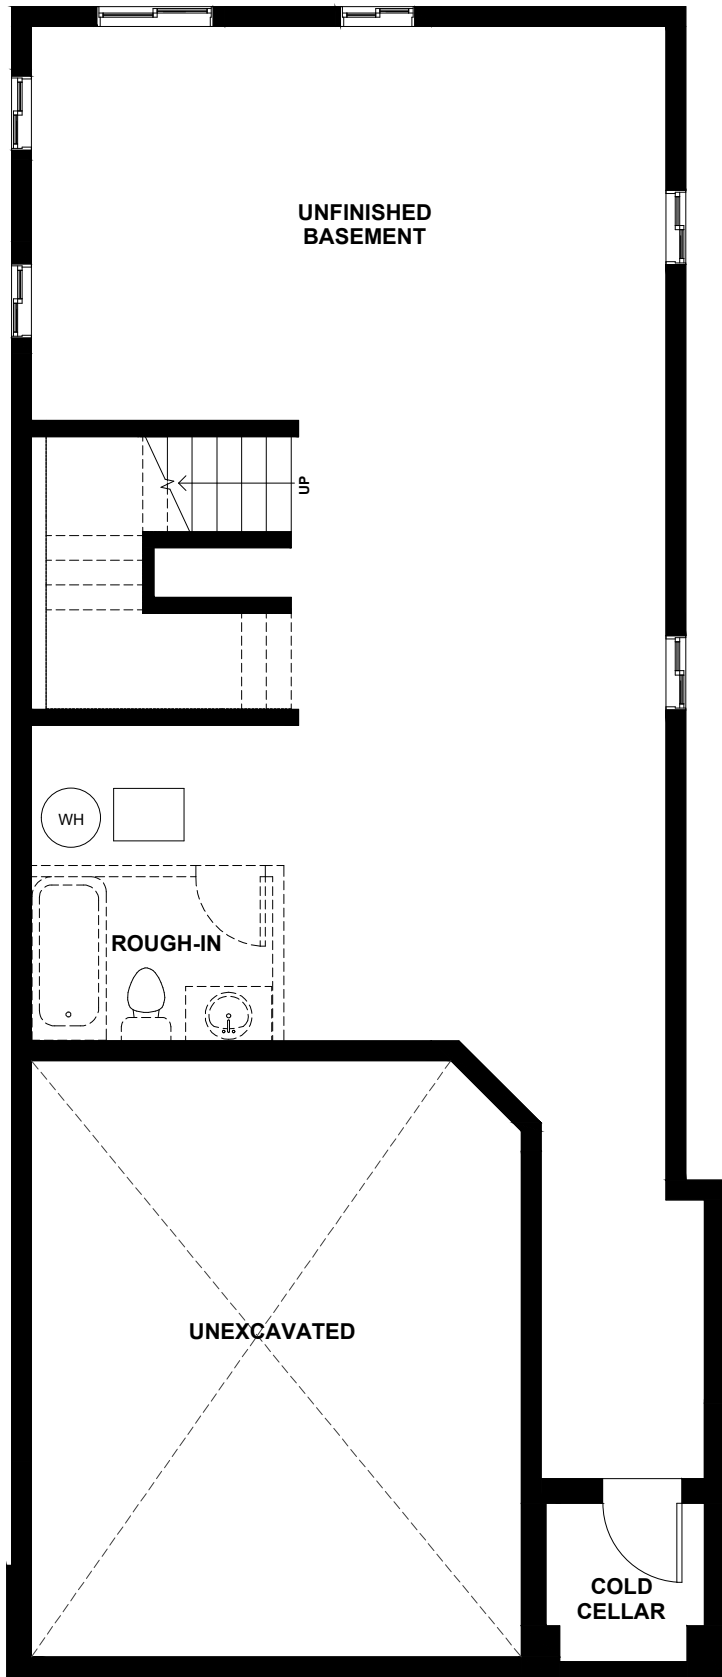 UNFINISHED
BASEMENT
UP
WH
ROUGH-IN
UNEXCAVATED
COLD
CELLAR